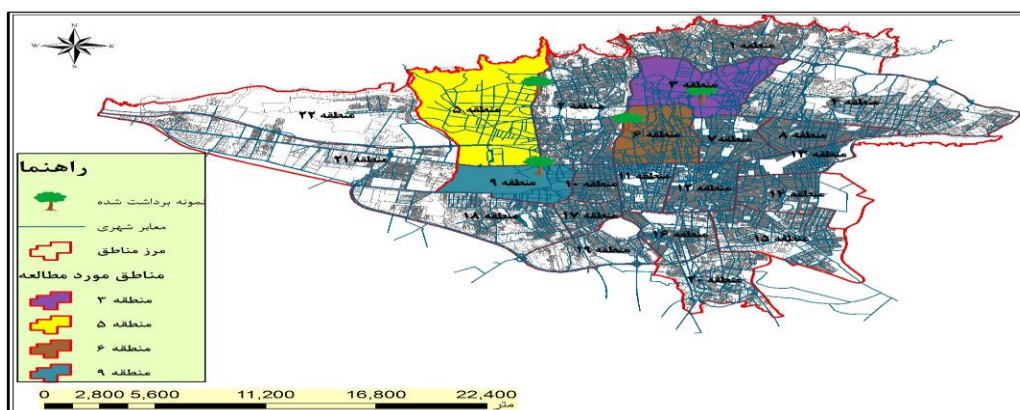 N
W E
S
منطقه ۱
منطقه ۳
منطقه ۴
منطقه ۲
منطقه ۵
منطقه ۲۲
منطقه ۶
منطقه ۷
منطقه ۸
منطقه ۱۳
منطقه ۲۱
منطقه ۹
منطقه ۱۰
منطقه ۱۱
منطقه ۱۲
منطقه ۱۴
منطقه ۱۸
منطقه ۱۷
منطقه ۱۶
منطقه ۱۵
منطقه ۱۹
منطقه ۲۰
راهنما
نمونه برداشت شده
معابر شهری
مرز مناطق
مناطق مورد مطالعه
منطقه ۳
منطقه ۵
منطقه ۶
منطقه ۹
0 2,800 5,600 11,200 16,800 22,400
متر